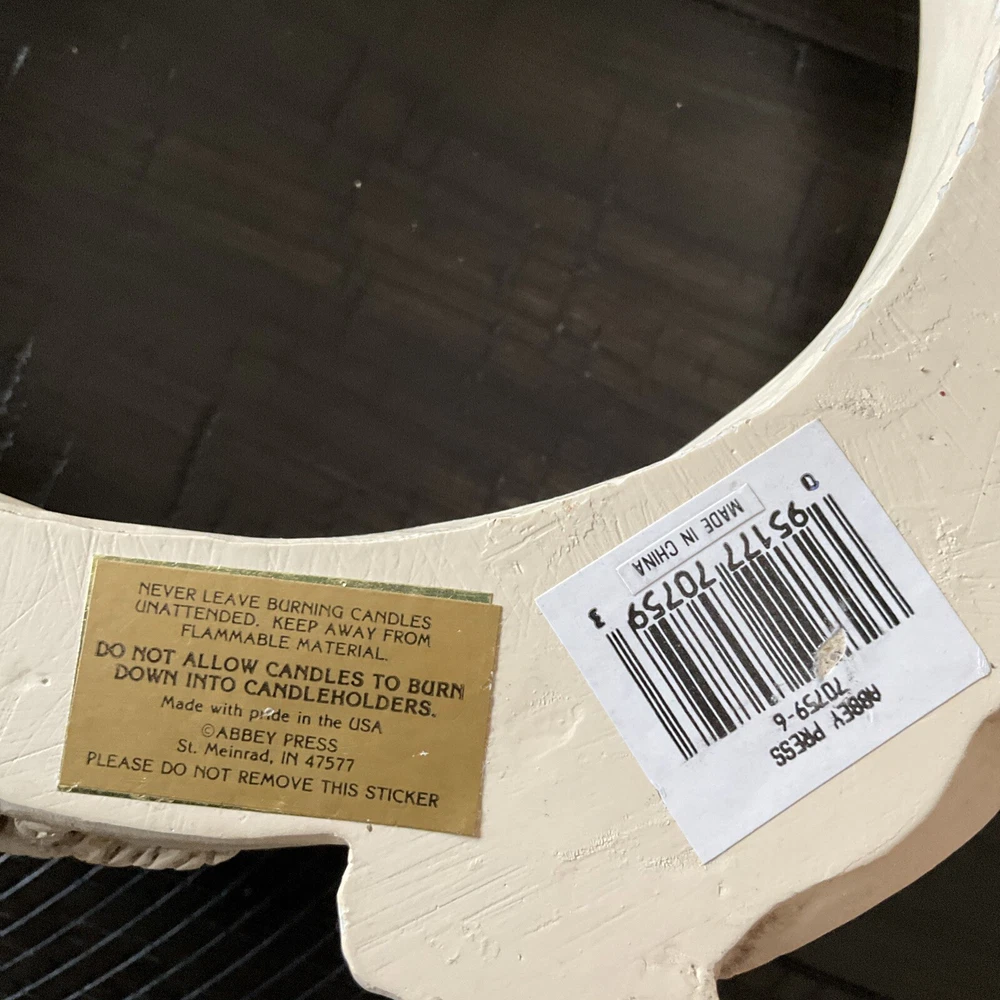 NEVER LEAVE BURNING CANDLES
UNATTENDED. KEEP AWAY FROM
FLAMMABLE MATERIAL.
DO NOT ALLOW CANDLES TO BURN
DOWN INTO CANDLEHOLDERS.
Made with pride in the USA
©ABBEY PRESS
St. Meinrad, IN 47577
PLEASE DO NOT REMOVE THIS STICKER
ABBEY PRESS
70759-6
0 95177 70759 3
MADE IN CHINA